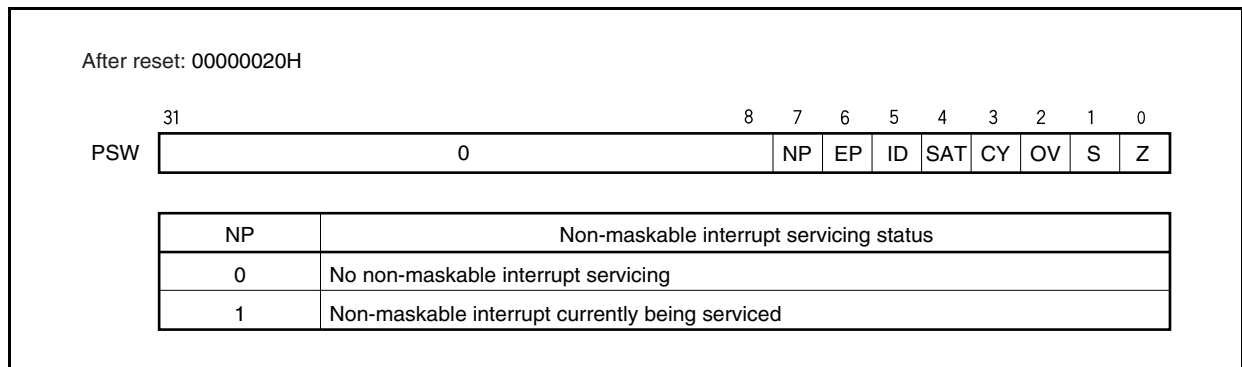 After reset: 00000020H
31 8 7 6 5 4 3 2 1 0
PSW 0 NP EP ID SAT CY OV S Z
NP Non-maskable interrupt servicing status
0 No non-maskable interrupt servicing
1 Non-maskable interrupt currently being serviced